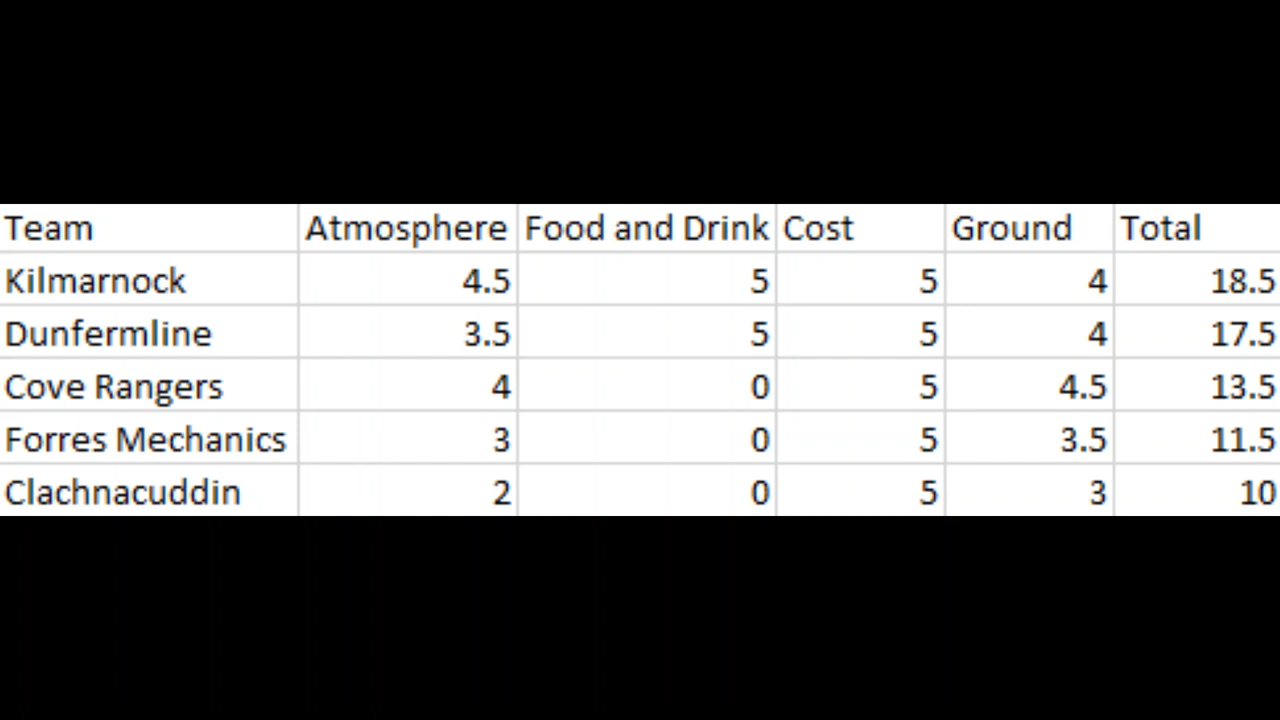 Team Atmosphere Food and Drink Cost Ground Total
Kilmarnock 4.5 5 5 4 18.5
Dunfermline 3.5 5 5 4 17.5
Cove Rangers 4 0 5 4.5 13.5
Forres Mechanics 3 0 5 3.5 11.5
Clachnacuddin 2 0 5 3 10